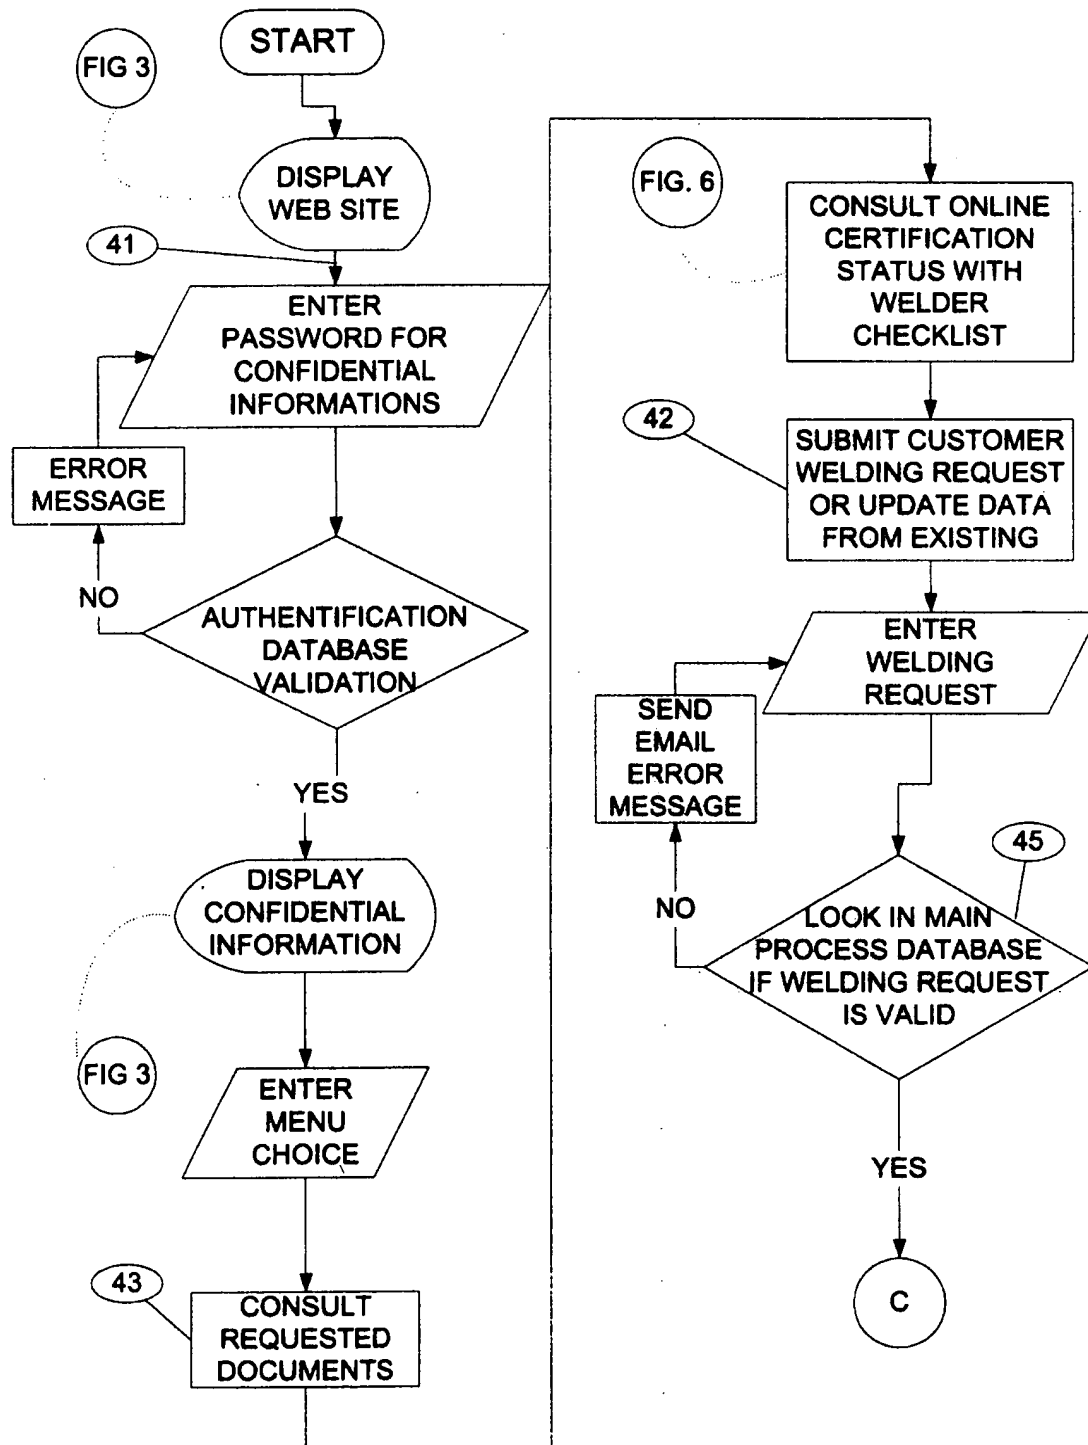 START
FIG 3
DISPLAY
WEB SITE
41
ENTER
PASSWORD FOR
CONFIDENTIAL
INFORMATIONS
ERROR
MESSAGE
NO
AUTHENTIFICATION
DATABASE
VALIDATION
YES
DISPLAY
CONFIDENTIAL
INFORMATION
FIG 3
ENTER
MENU
CHOICE
43
CONSULT
REQUESTED
DOCUMENTS
FIG. 6
CONSULT ONLINE
CERTIFICATION
STATUS WITH
WELDER
CHECKLIST
42
SUBMIT CUSTOMER
WELDING REQUEST
OR UPDATE DATA
FROM EXISTING
ENTER
WELDING
REQUEST
SEND
EMAIL
ERROR
MESSAGE
45
NO
LOOK IN MAIN
PROCESS DATABASE
IF WELDING REQUEST
IS VALID
YES
C